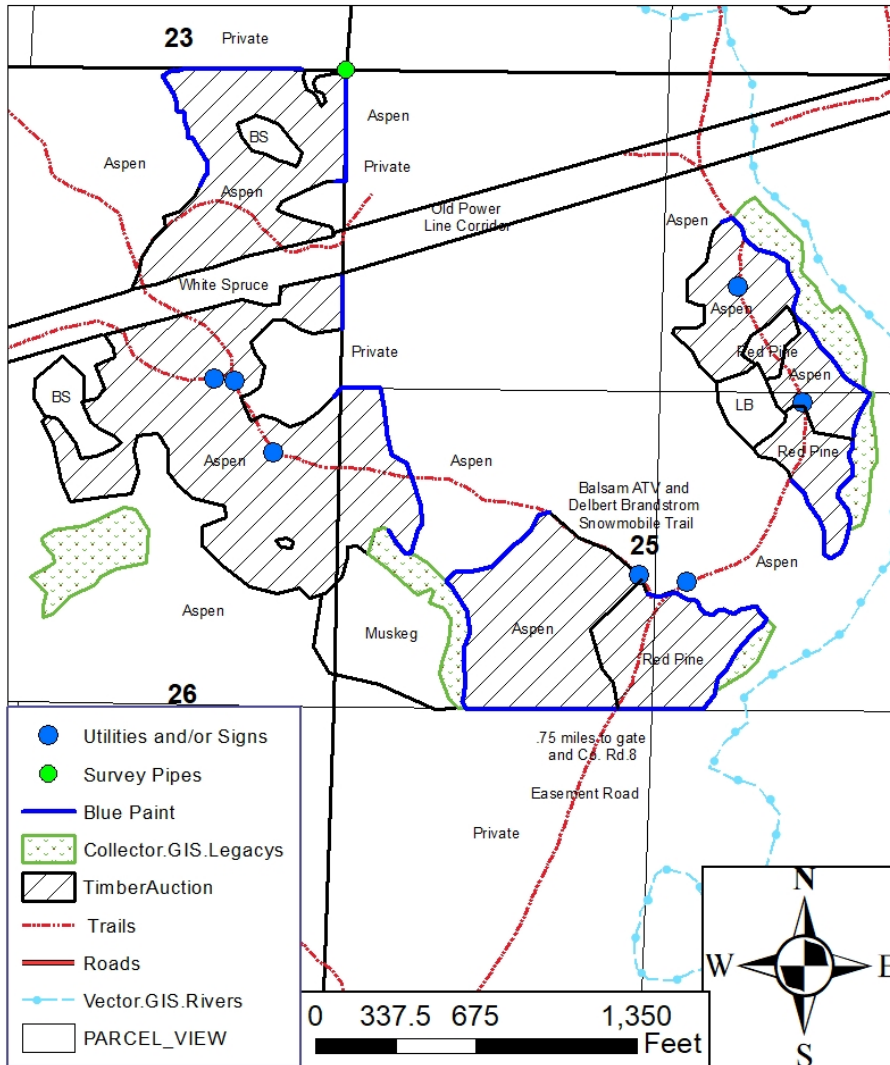 23
Private
BS
Aspen
Aspen
Private
Aspen
Aspen
Old Power
Line Corridor
Aspen
White Spruce
Aspen
Private
Red Pine
Aspen
BS
LB
Aspen
Aspen
Red Pine
Balsam ATV and
Delbert Brandstrom
Snowmobile Trail
25
Aspen
Aspen
Muskeg
Aspen
Red Pine
26
.75 miles to gate
and Co. Rd.8
Easement Road
Private
Utilities and/or Signs
Survey Pipes
Blue Paint
Collector.GIS.Legacys
TimberAuction
Trails
Roads
Vector.GIS.Rivers
PARCEL_VIEW
0 337.5 675 1,350
Feet
N
W E
S